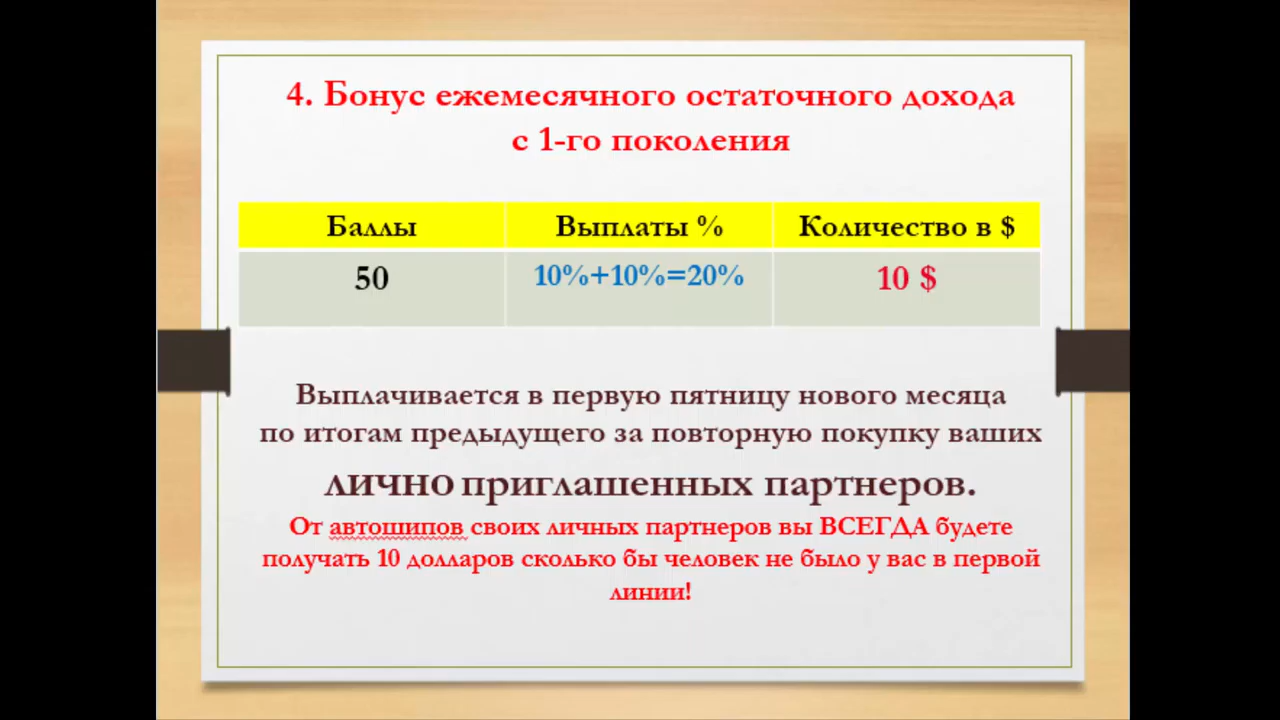 4. Бонус ежемесячного остаточного дохода
с 1-го поколения
Баллы Выплаты % Количество в $
50 10%+10%=20% 10 $
Выплачивается в первую пятницу нового месяца
по итогам предыдущего за повторную покупку ваших
лично приглашенных партнеров.
От автошипов своих личных партнеров вы ВСЕГДА будете
получать 10 долларов сколько бы человек не было у вас в первой
линии!